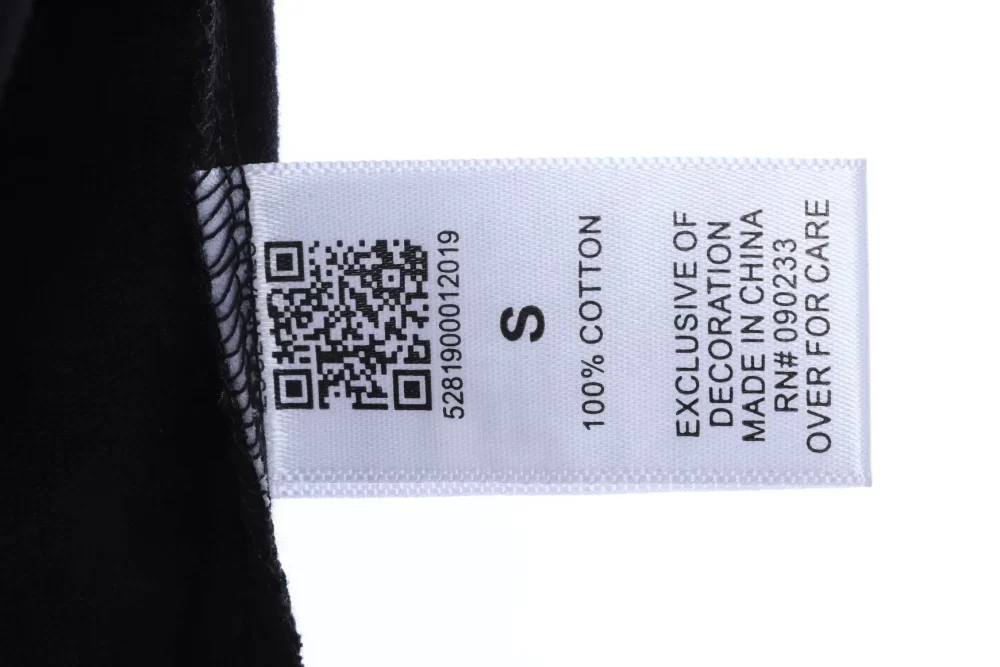 5281900012019
S
100% COTTON
EXCLUSIVE OF
DECORATION
MADE IN CHINA
RN# 090233
OVER FOR CARE